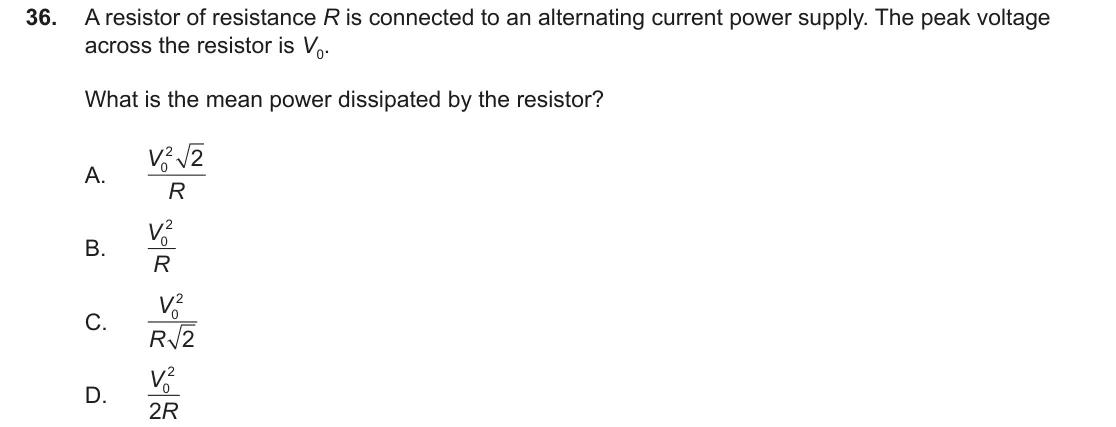 36. A resistor of resistance R is connected to an alternating current power supply. The peak voltage
across the resistor is V₀.
What is the mean power dissipated by the resistor?
A. V₀²√2
R
B. V₀²
R
C. V₀²
R√2
D. V₀²
2R